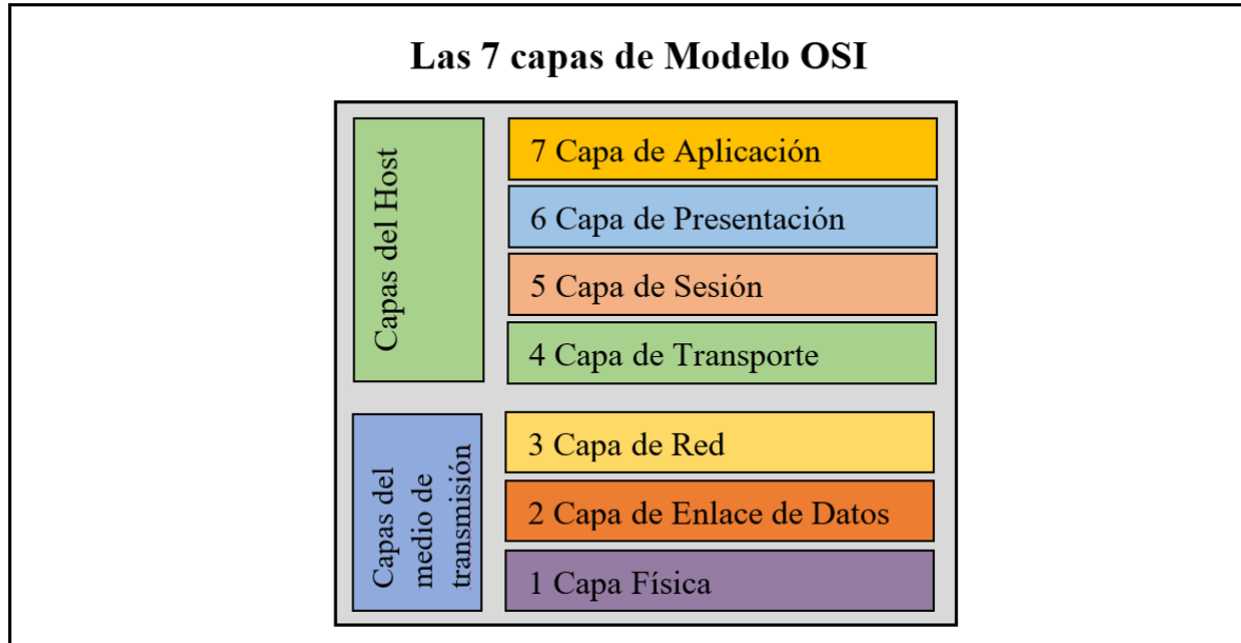 Las 7 capas de Modelo OSI
Capas del Host
7 Capa de Aplicación
6 Capa de Presentación
5 Capa de Sesión
4 Capa de Transporte
Capas del
medio de
transmisión
3 Capa de Red
2 Capa de Enlace de Datos
1 Capa Física